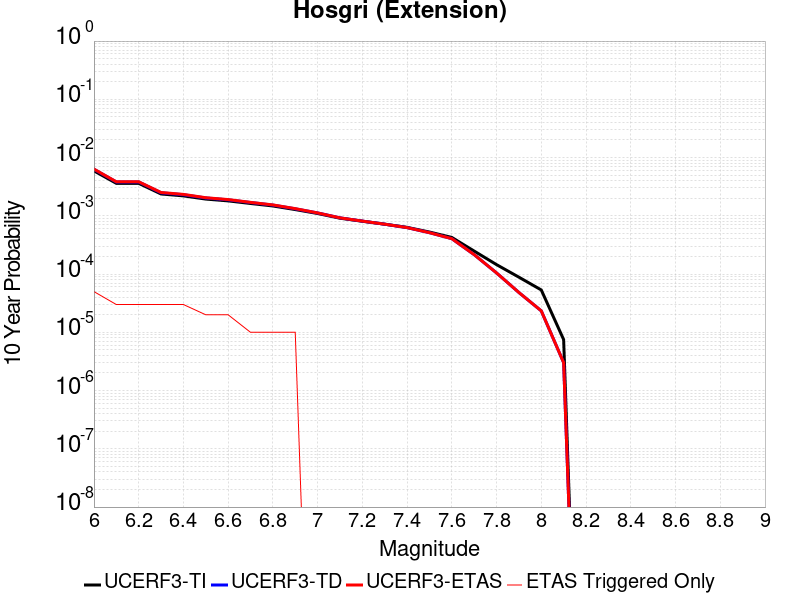 Hosgri (Extension)
10^0
10^-1
10^-2
10^-3
10^-4
10^-5
10^-6
10^-7
10^-8
10 Year Probability
6 6.2 6.4 6.6 6.8 7 7.2 7.4 7.6 7.8 8 8.2 8.4 8.6 8.8 9
Magnitude
UCERF3-TI UCERF3-TD UCERF3-ETAS ETAS Triggered Only